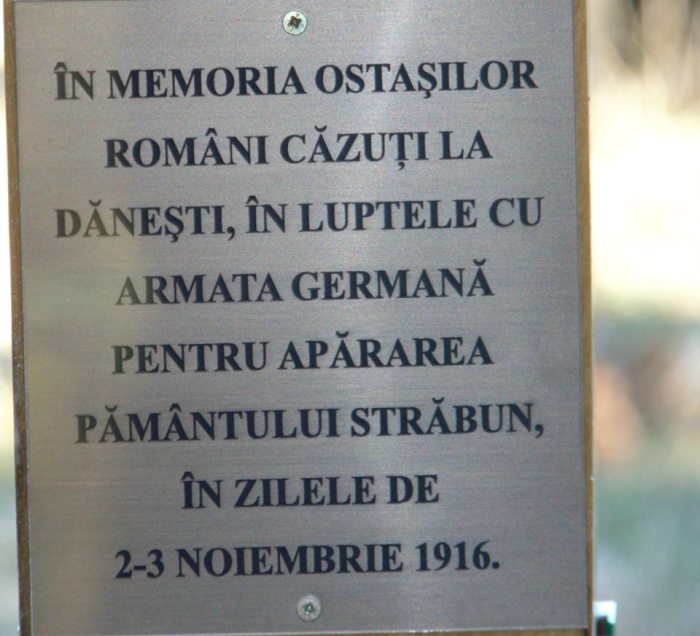 ÎN MEMORIA OSTAŞILOR
ROMÂNI CĂZUȚI LA
DĂNEŞTI, ÎN LUPTELE CU
ARMATA GERMANĂ
PENTRU APĂRAREA
PĂMÂNTULUI STRĂBUN,
ÎN ZILELE DE
2-3 NOIEMBRIE 1916.